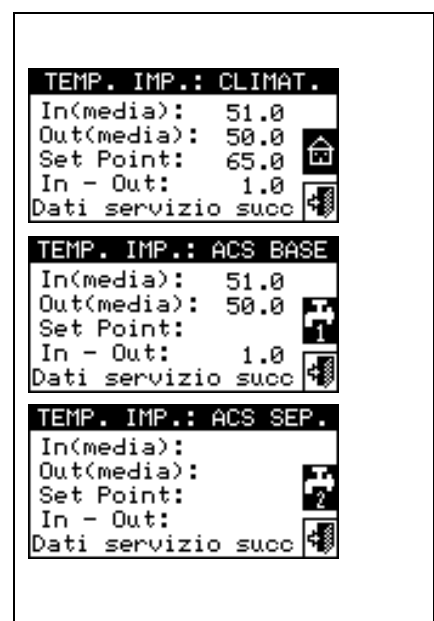 TEMP. IMP.: CLIMAT.
In(media): 51.0
Out(media): 50.0
Set Point: 65.0
In - Out: 1.0
Dati servizio succ
TEMP. IMP.: ACS BASE
In(media): 51.0
Out(media): 50.0
Set Point:
1
In - Out: 1.0
Dati servizio succ
TEMP. IMP.: ACS SEP.
In(media):
Out(media):
Set Point:
2
In - Out:
Dati servizio succ